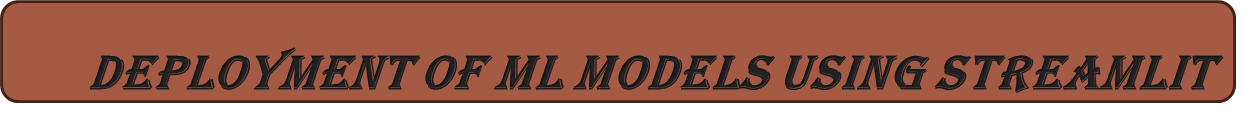 DEPLOYMENT OF ML MODELS USING STREAMLIT